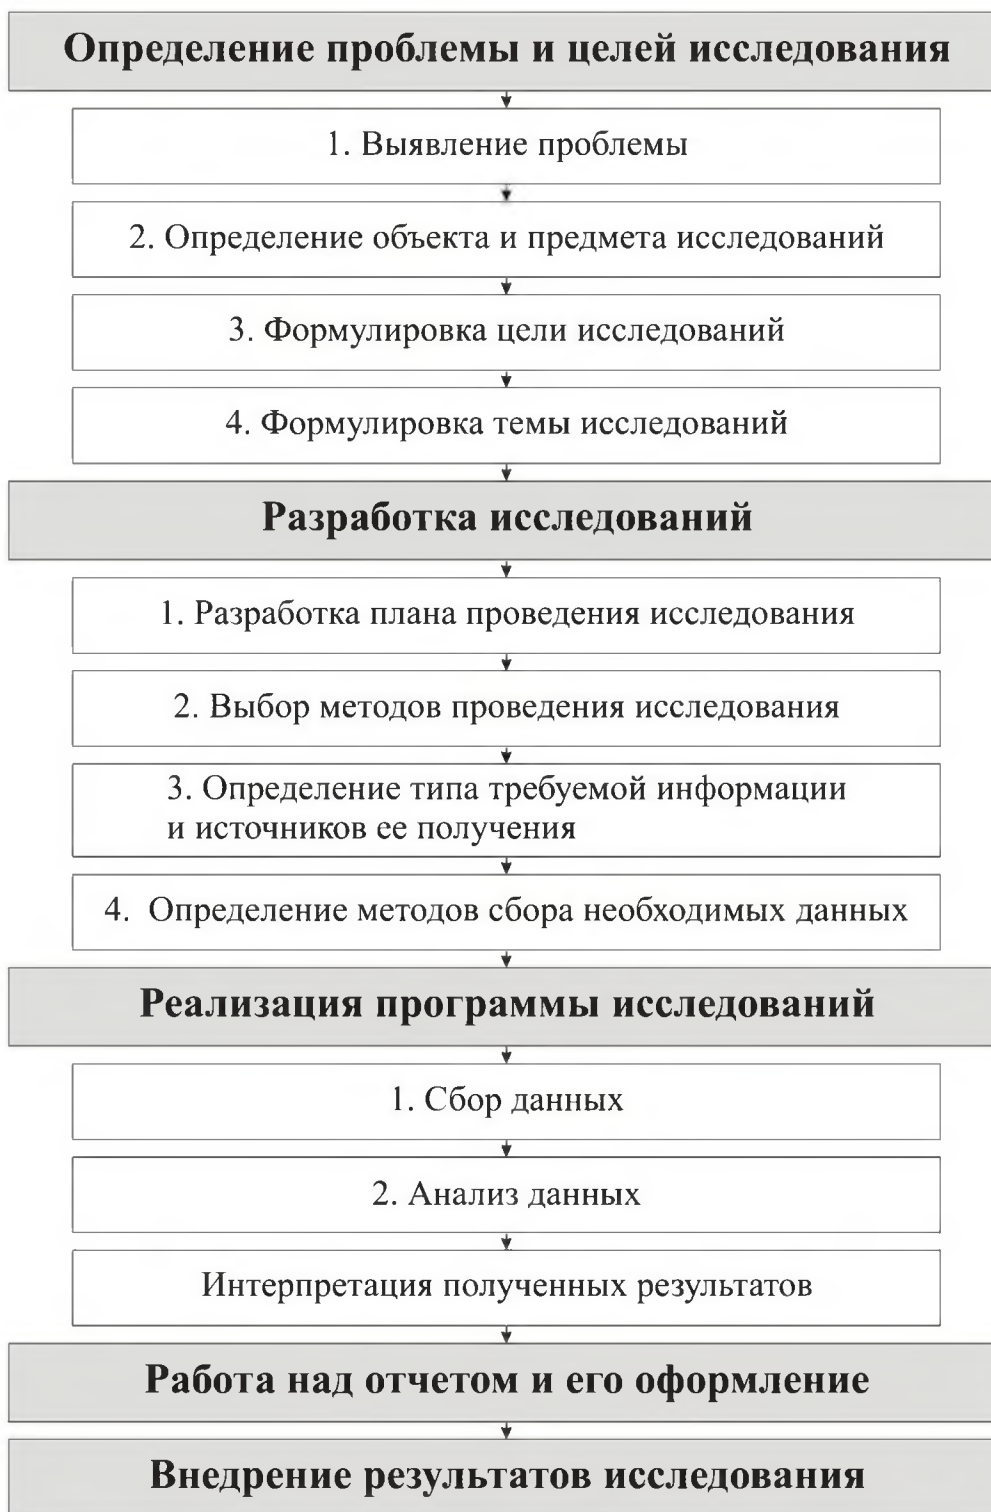 Определение проблемы и целей исследования
1. Выявление проблемы
2. Определение объекта и предмета исследований
3. Формулировка цели исследований
4. Формулировка темы исследований
Разработка исследований
1. Разработка плана проведения исследования
2. Выбор методов проведения исследования
3. Определение типа требуемой информации
и источников ее получения
4. Определение методов сбора необходимых данных
Реализация программы исследований
1. Сбор данных
2. Анализ данных
Интерпретация полученных результатов
Работа над отчетом и его оформление
Внедрение результатов исследования